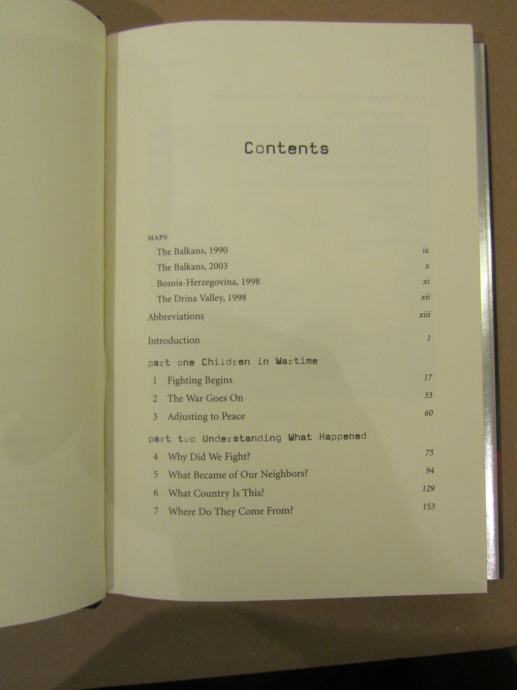 Contents
MAPS
The Balkans, 1990 ix
The Balkans, 2003 x
Bosnia-Herzegovina, 1998 xi
The Drina Valley, 1998 xii
Abbreviations xiii
Introduction 1
part one Children in Wartime
1 Fighting Begins 17
2 The War Goes On 33
3 Adjusting to Peace 60
part two Understanding What Happened
4 Why Did We Fight? 75
5 What Became of Our Neighbors? 94
6 What Country Is This? 129
7 Where Do They Come From? 153